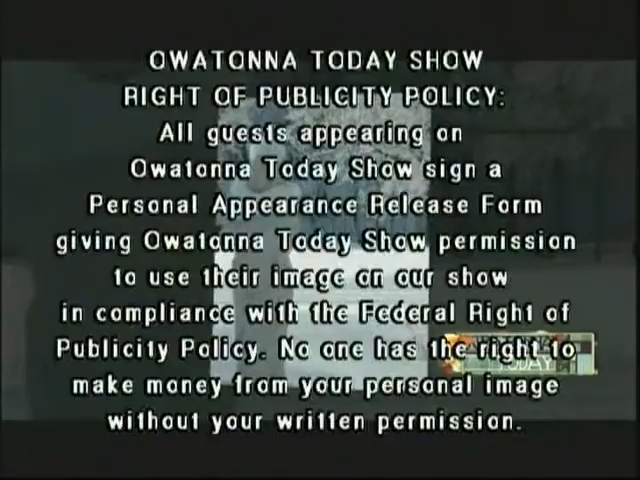 OWATONNA TODAY SHOW
RIGHT OF PUBLICITY POLICY:
All guests appearing on
Owatonna Today Show sign a
Personal Appearance Release Form
giving Owatonna Today Show permission
to use their image on our show
in compliance with the Federal Right of
Publicity Policy. No one has the right to
make money from your personal image
without your written permission.
TODAY